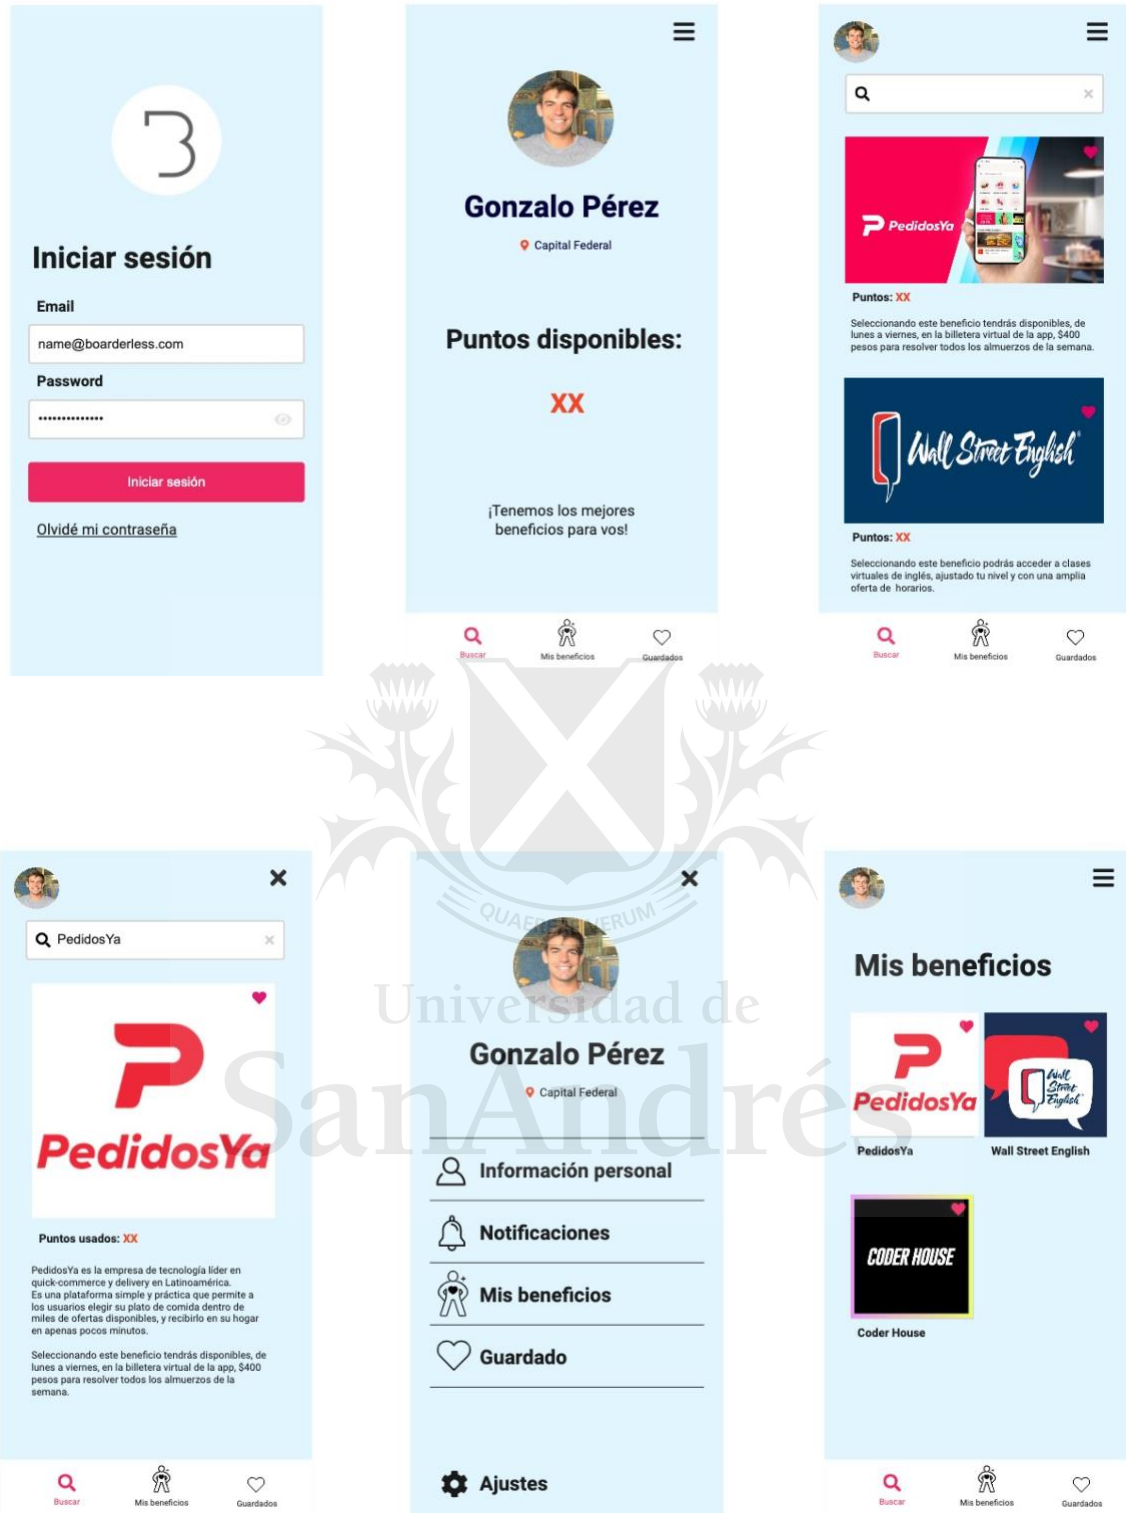 Iniciar sesión
Email
name@boarderless.com
Password
Iniciar sesión
Olvidé mi contraseña
Gonzalo Pérez
Capital Federal
Puntos disponibles:
XX
¡Tenemos los mejores
beneficios para vos!
Buscar
Mis beneficios
Guardados
PedidosYa
Puntos: XX
Seleccionando este beneficio tendrás disponibles, de
lunes a viernes, en la billetera virtual de la app, $400
pesos para resolver todos los almuerzos de la semana.
Wall Street English
Puntos: XX
Seleccionando este beneficio podrás acceder a clases
virtuales de inglés, ajustado tu nivel y con una amplia
oferta de horarios.
Buscar
Mis beneficios
Guardados
PedidosYa
PedidosYa
Puntos usados: XX
PedidosYa es la empresa de tecnología líder en
quick-commerce y delivery en Latinoamérica.
Es una plataforma simple y práctica que permite a
los usuarios elegir su plato de comida dentro de
miles de ofertas disponibles, y recibirlo en su hogar
en apenas pocos minutos.
Seleccionando este beneficio tendrás disponibles, de
lunes a viernes, en la billetera virtual de la app, $400
pesos para resolver todos los almuerzos de la
semana.
Buscar
Mis beneficios
Guardados
Gonzalo Pérez
Capital Federal
Información personal
Notificaciones
Mis beneficios
Guardado
Ajustes
Mis beneficios
PedidosYa
Wall
Street
English
PedidosYa
Wall Street English
CODER HOUSE
Coder House
Buscar
Mis beneficios
Guardados
Universidad de
SanAndrés